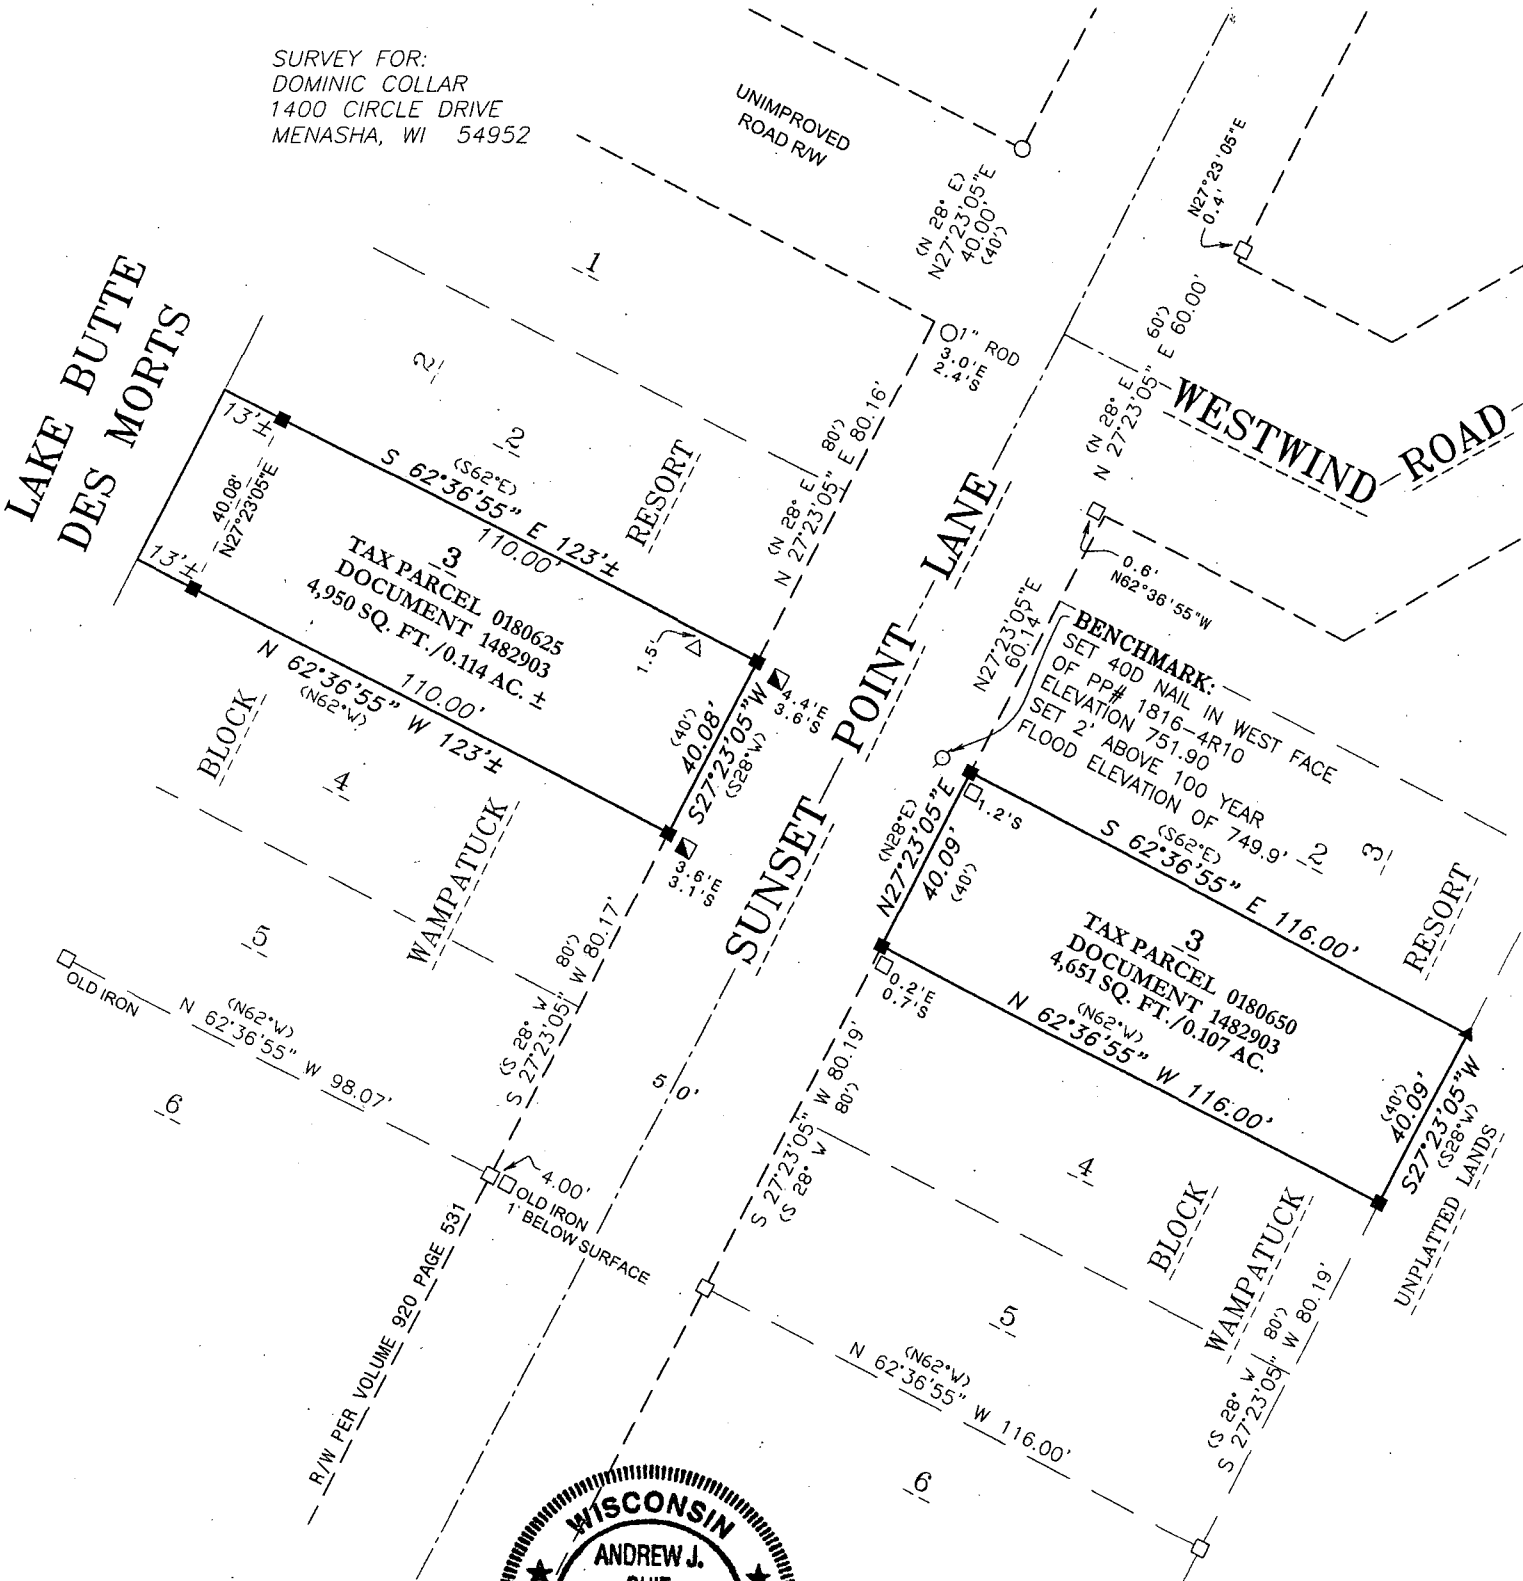 SURVEY FOR:
DOMINIC COLLAR
1400 CIRCLE DRIVE
MENASHA, WI 54952
UNIMPROVED
ROAD R/W
(N 28° E)
N27°23'05"E
40.00'
(40')
N27°23'05"E
0.4'
1
LAKE BUTTE
DES MORTS
2
2
1" ROD
3.0'E
2.4'S
(N 28° E 60')
N 27°23'05" E 60.00'
WESTWIND ROAD
13'±
40.08'
N27°23'05"E
13'±
(S62°E)
S 62°36'55" E 123'±
110.00'
RESORT
(N 28° E 80')
N 27°23'05" E 80.16'
3
TAX PARCEL 0180625
DOCUMENT 1482903
4,950 SQ. FT./0.114 AC. ±
110.00'
N 62°36'55" W 123'±
(N62°W)
1.5'
4.4'E
3.6'S
(40')
40.08'
S27°23'05"W
(S28°W)
3.6'E
3.1'S
SUNSET POINT LANE
0.6'
N62°36'55"W
N27°23'05"E
60.14'
BENCHMARK:
SET 40D NAIL IN WEST FACE
OF PP# 1816-4R10
ELEVATION 751.90
SET 2' ABOVE 100 YEAR
FLOOD ELEVATION OF 749.9'
BLOCK
4
WAMPATUCK
5
OLD IRON
(N62°W)
N 62°36'55" W 98.07'
6
(S 28° W 80')
S 27°23'05" W 80.17'
50'
4.00'
OLD IRON
1' BELOW SURFACE
R/W PER VOLUME 920 PAGE 531
1.2'S
(N28°E)
N27°23'05"E
40.09'
(40')
0.2'E
0.7'S
2
3
(S62°E)
S 62°36'55" E 116.00'
RESORT
3
TAX PARCEL 0180650
DOCUMENT 1482903
4,651 SQ. FT./0.107 AC.
(N62°W)
N 62°36'55" W 116.00'
(40')
40.09'
S27°23'05"W
(S28°W)
UNPLATTED LANDS
S 27°23'05" W 80.19'
(S 28° W 80')
4
BLOCK
WAMPATUCK
5
(N62°W)
N 62°36'55" W 116.00'
6
(S 28° W 80')
S 27°23'05" W 80.19'
WISCONSIN
ANDREW J.